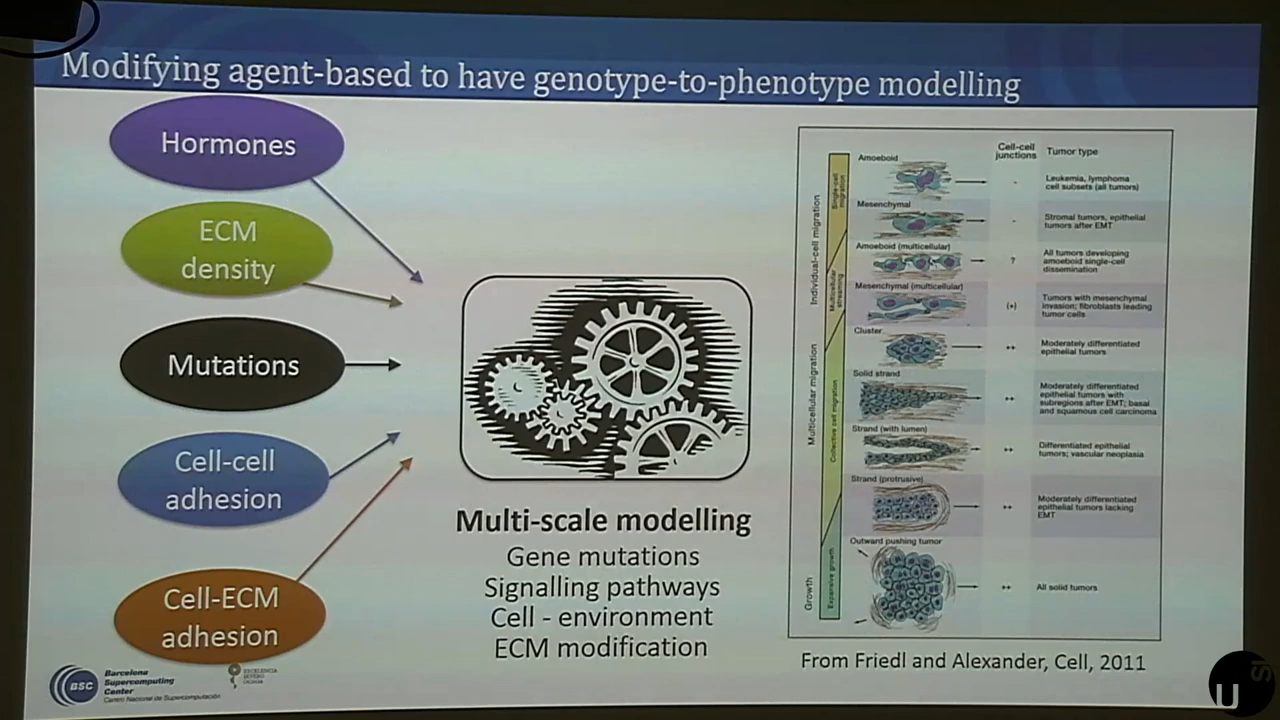 Modifying agent-based to have genotype-to-phenotype modelling
Hormones
ECM
density
Mutations
Cell-cell
adhesion
Cell-ECM
adhesion
Multi-scale modelling
Gene mutations
Signalling pathways
Cell - environment
ECM modification
Cell-cell
junctions
Tumor type
Individual-cell migration
Multicellular migration
Growth
Single-cell
migration
Multicellular
streaming
Collective cell migration
Expansive growth
Amoeboid
-
Leukemia, lymphoma
cell subsets (all tumors)
Mesenchymal
-
Stromal tumors, epithelial
tumors after EMT
Amoeboid (multicellular)
?
All tumors developing
amoeboid single-cell
dissemination
Mesenchymal (multicellular)
(+)
Tumors with mesenchymal
invasion; fibroblasts leading
tumor cells
Cluster
++
Moderately differentiated
epithelial tumors
Solid strand
++
Moderately differentiated
epithelial tumors with
subregions after EMT; basal
and squamous cell carcinoma
Strand (with lumen)
++
Differentiated epithelial
tumors; vascular neoplasia
Strand (protrusive)
++
Moderately differentiated
epithelial tumors lacking
EMT
Outward pushing tumor
++
All solid tumors
From Friedl and Alexander, Cell, 2011
BSC
Barcelona
Supercomputing
Center
Centro Nacional de Supercomputación
EXCELENCIA
SEVERO
OCHOA
U